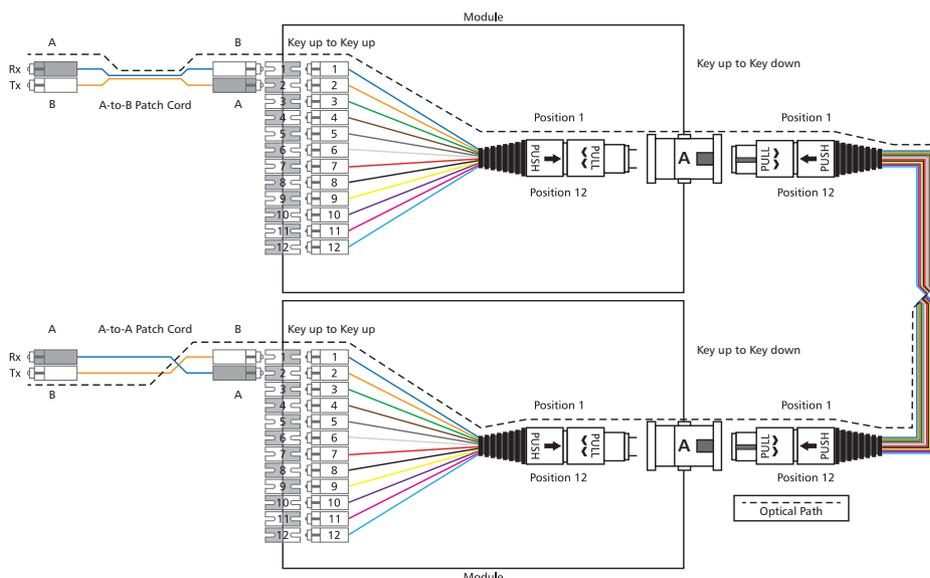 Module
A
B
Key up to Key up
Rx
Tx
B
A-to-B Patch Cord
A
Key up to Key down
1 1
2 2
3 3
4 4
5 5
6 6
7 7
8 8
9 9
10 10
11 11
12 12
Position 1
PUSH
PULL
A
Position 1
PULL
PUSH
Position 12
Position 12
A
A-to-A Patch Cord
B
Key up to Key up
Rx
Tx
B
A
Key up to Key down
1 1
2 2
3 3
4 4
5 5
6 6
7 7
8 8
9 9
10 10
11 11
12 12
Position 1
PUSH
PULL
A
Position 1
PULL
PUSH
Position 12
Position 12
Optical Path
Module